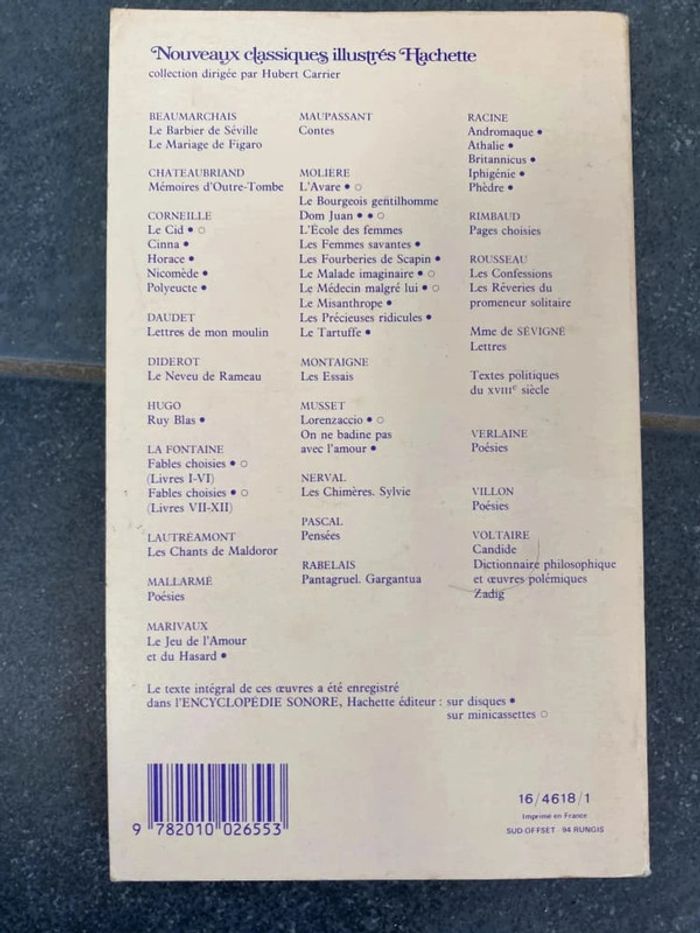 Nouveaux classiques illustrés Hachette
collection dirigée par Hubert Carrier
BEAUMARCHAIS
Le Barbier de Séville
Le Mariage de Figaro
CHATEAUBRIAND
Mémoires d'Outre-Tombe
CORNEILLE
Le Cid • ○
Cinna •
Horace •
Nicomède •
Polyeucte •
DAUDET
Lettres de mon moulin
DIDEROT
Le Neveu de Rameau
HUGO
Ruy Blas •
LA FONTAINE
Fables choisies • ○
(Livres I-VI)
Fables choisies • ○
(Livres VII-XII)
LAUTRÉAMONT
Les Chants de Maldoror
MALLARMÉ
Poésies
MARIVAUX
Le Jeu de l'Amour
et du Hasard •
MAUPASSANT
Contes
MOLIÈRE
L'Avare • ○
Le Bourgeois gentilhomme
Dom Juan • • ○
L'École des femmes
Les Femmes savantes •
Les Fourberies de Scapin •
Le Malade imaginaire • ○
Le Médecin malgré lui • ○
Le Misanthrope •
Les Précieuses ridicules •
Le Tartuffe •
MONTAIGNE
Les Essais
MUSSET
Lorenzaccio • ○
On ne badine pas
avec l'amour •
NERVAL
Les Chimères. Sylvie
PASCAL
Pensées
RABELAIS
Pantagruel. Gargantua
RACINE
Andromaque •
Athalie •
Britannicus •
Iphigénie •
Phèdre •
RIMBAUD
Pages choisies
ROUSSEAU
Les Confessions
Les Rêveries du
promeneur solitaire
Mme de SÉVIGNÉ
Lettres
Textes politiques
du XVIIIe siècle
VERLAINE
Poésies
VILLON
Poésies
VOLTAIRE
Candide
Dictionnaire philosophique
et œuvres polémiques
Zadig
Le texte intégral de ces œuvres a été enregistré
dans l'ENCYCLOPÉDIE SONORE, Hachette éditeur : sur disques •
sur minicassettes ○
9 782010 026553
16/4618/1
Imprimé en France
SUD OFFSET 94 RUNGIS